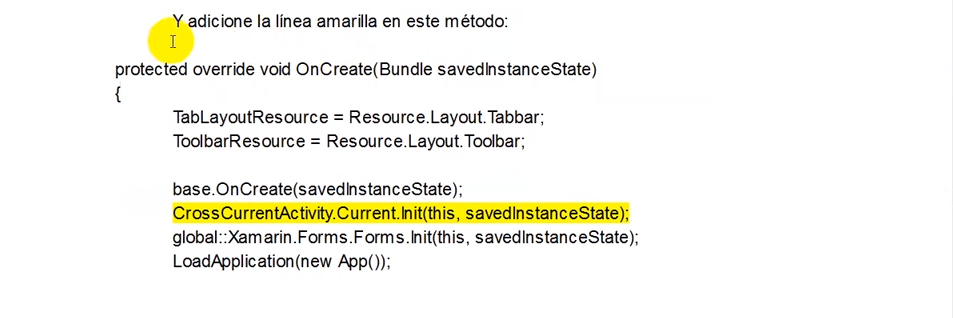 Y adicione la línea amarilla en este método:
protected override void OnCreate(Bundle savedInstanceState)
{
TabLayoutResource = Resource.Layout.Tabbar;
ToolbarResource = Resource.Layout.Toolbar;
base.OnCreate(savedInstanceState);
CrossCurrentActivity.Current.Init(this, savedInstanceState);
global::Xamarin.Forms.Forms.Init(this, savedInstanceState);
LoadApplication(new App());